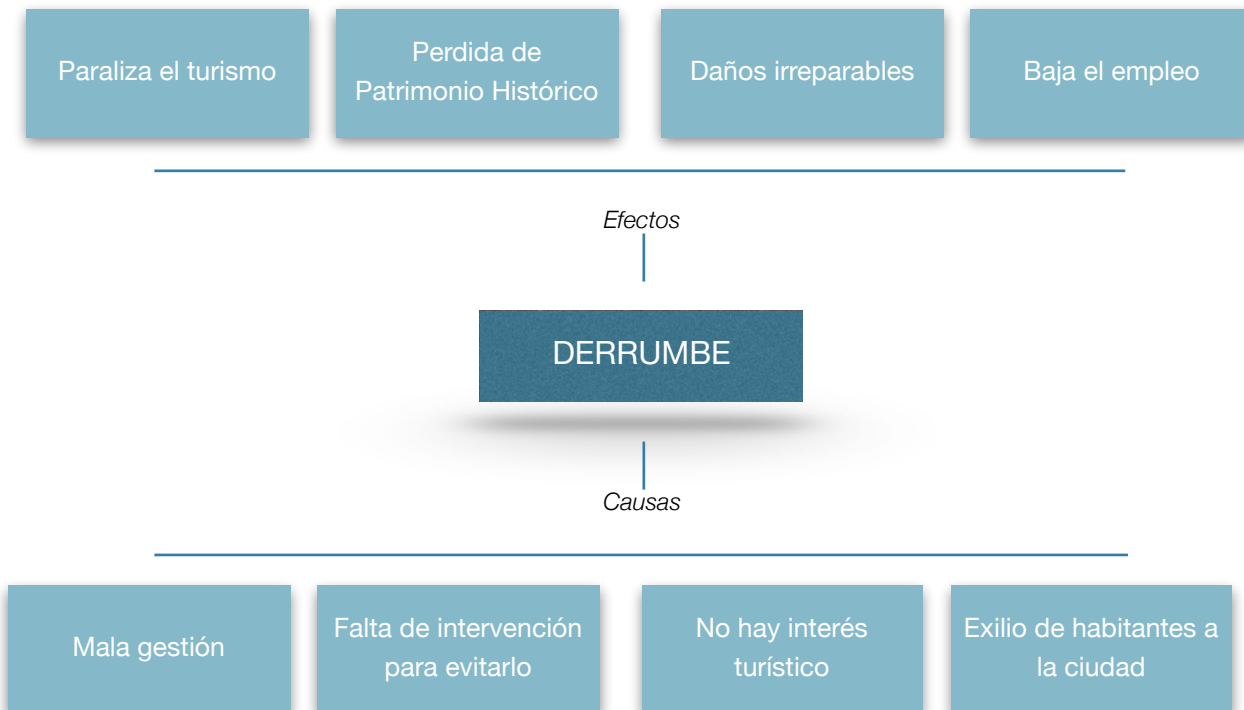 Paraliza el turismo
Perdida de
Patrimonio Histórico
Daños irreparables
Baja el empleo
Efectos
DERRUMBE
Causas
Mala gestión
Falta de intervención
para evitarlo
No hay interés
turístico
Exilio de habitantes a
la ciudad